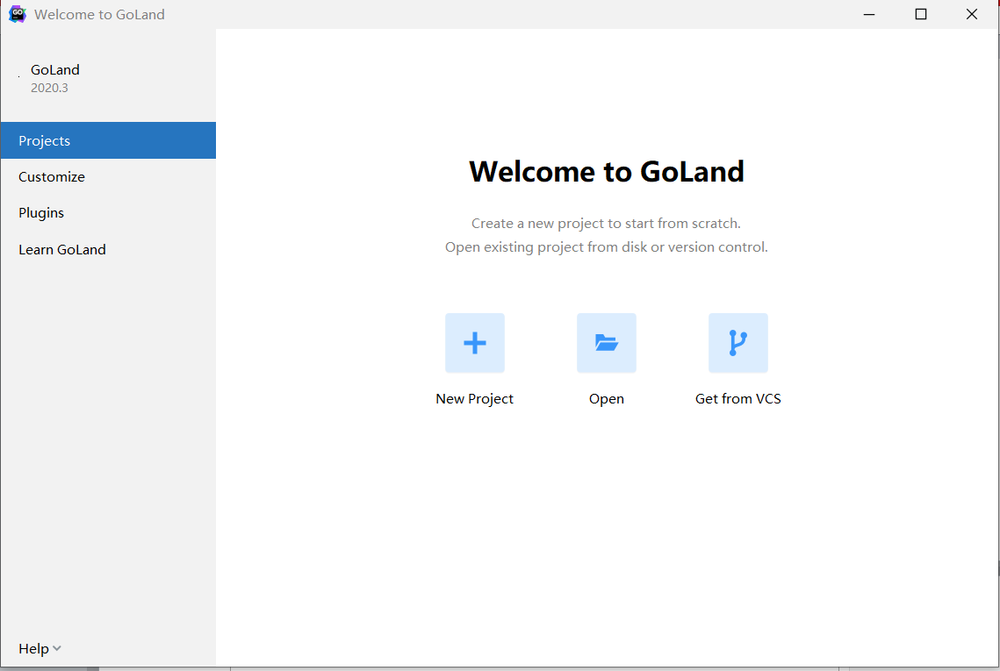 GO
Welcome to GoLand
GoLand
2020.3
Projects
Customize
Plugins
Learn GoLand
Welcome to GoLand
Create a new project to start from scratch.
Open existing project from disk or version control.
New Project
Open
Get from VCS
Help